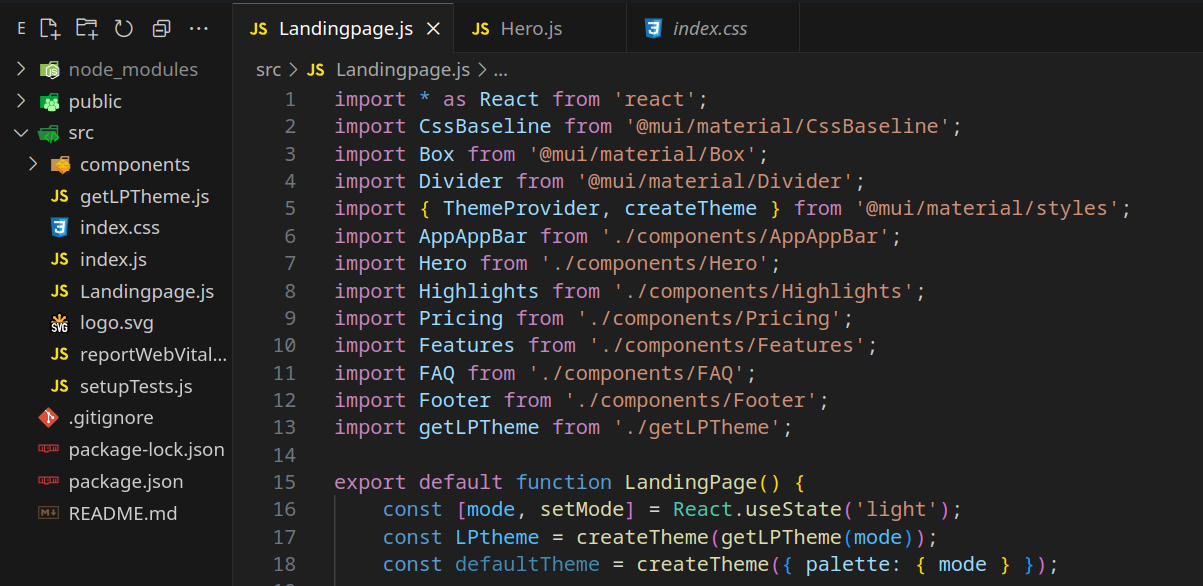 E ...
node_modules
public
src
components
JS getLPTheme.js
index.css
JS index.js
JS Landingpage.js
SVG logo.svg
JS reportWebVital...
JS setupTests.js
.gitignore
package-lock.json
package.json
README.md
JS Landingpage.js
JS Hero.js
index.css
src > JS Landingpage.js > ...
1 import * as React from 'react';
2 import CssBaseline from '@mui/material/CssBaseline';
3 import Box from '@mui/material/Box';
4 import Divider from '@mui/material/Divider';
5 import { ThemeProvider, createTheme } from '@mui/material/styles';
6 import AppAppBar from './components/AppAppBar';
7 import Hero from './components/Hero';
8 import Highlights from './components/Highlights';
9 import Pricing from './components/Pricing';
10 import Features from './components/Features';
11 import FAQ from './components/FAQ';
12 import Footer from './components/Footer';
13 import getLPTheme from './getLPTheme';
14
15 export default function LandingPage() {
16 const [mode, setMode] = React.useState('light');
17 const LPtheme = createTheme(getLPTheme(mode));
18 const defaultTheme = createTheme({ palette: { mode } });